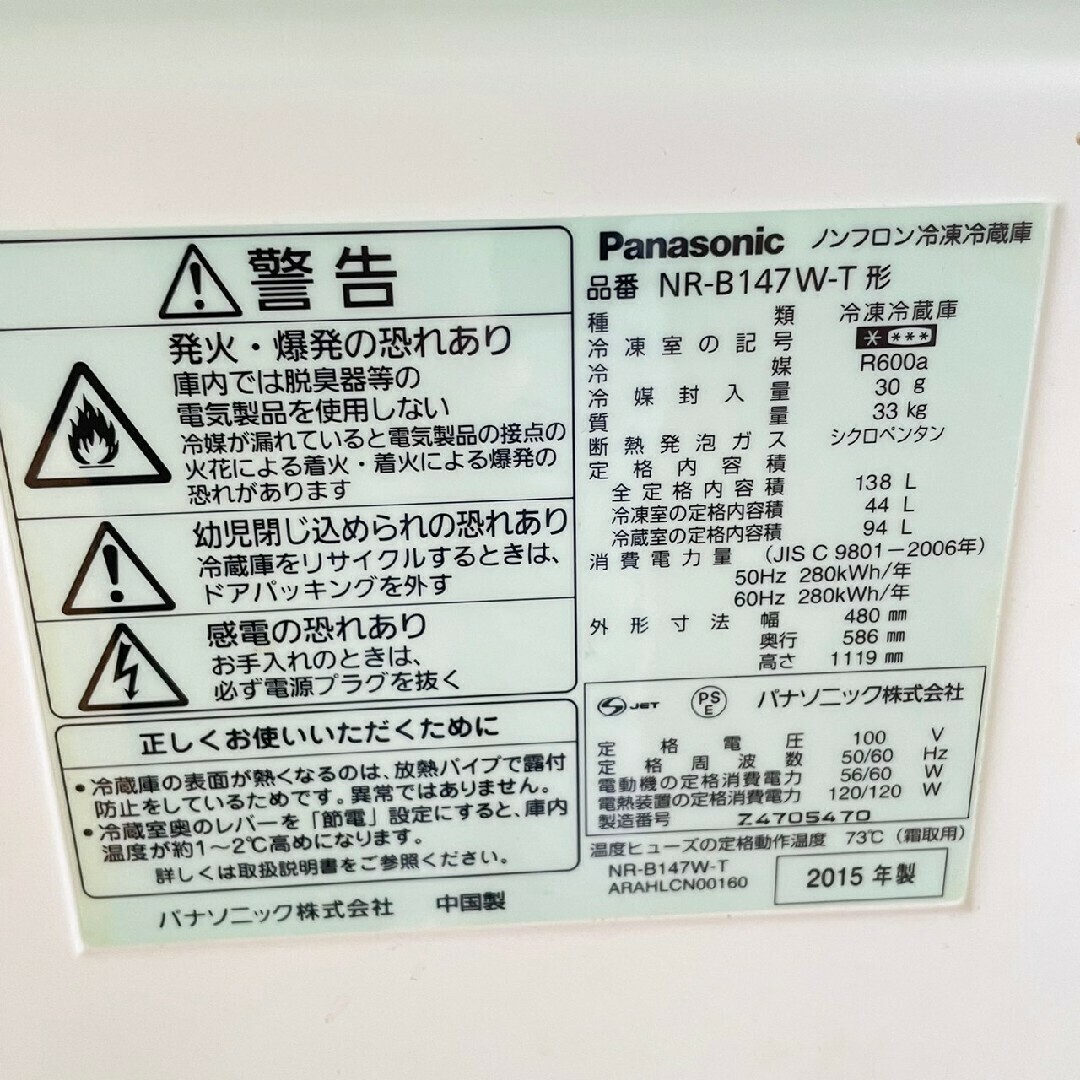 警告
発火・爆発の恐れあり
庫内では脱臭器等の
電気製品を使用しない
冷媒が漏れていると電気製品の接点の
火花による着火・着火による爆発の
恐れがあります
幼児閉じ込められの恐れあり
冷蔵庫をリサイクルするときは、
ドアパッキングを外す
感電の恐れあり
お手入れのときは、
必ず電源プラグを抜く
正しくお使いいただくために
・冷蔵庫の表面が熱くなるのは、放熱パイプで露付
防止をしているためです。異常ではありません。
・冷蔵室奥のレバーを「節電」設定にすると、庫内
温度が約1～2℃高めになります。
詳しくは取扱説明書をご参照ください。
パナソニック株式会社 中国製
Panasonic ノンフロン冷凍冷蔵庫
品番 NR-B147W-T 形
種類 冷凍冷蔵庫
冷凍室の記号 * ***
冷媒 R600a
冷媒封入量 30 g
質量 33 kg
断熱発泡ガス シクロペンタン
定格内容積
全定格内容積 138 L
冷凍室の定格内容積 44 L
冷蔵室の定格内容積 94 L
消費電力量 (JIS C 9801－2006年)
50Hz 280kWh/年
60Hz 280kWh/年
外形寸法 幅 480 mm
奥行 586 mm
高さ 1119 mm
S JET PS E パナソニック株式会社
定格電圧 100 V
定格周波数 50/60 Hz
電動機の定格消費電力 56/60 W
電熱装置の定格消費電力 120/120 W
製造番号 Z4705470
温度ヒューズの定格動作温度 73℃（霜取用）
NR-B147W-T
ARAHLCN00160
2015 年製